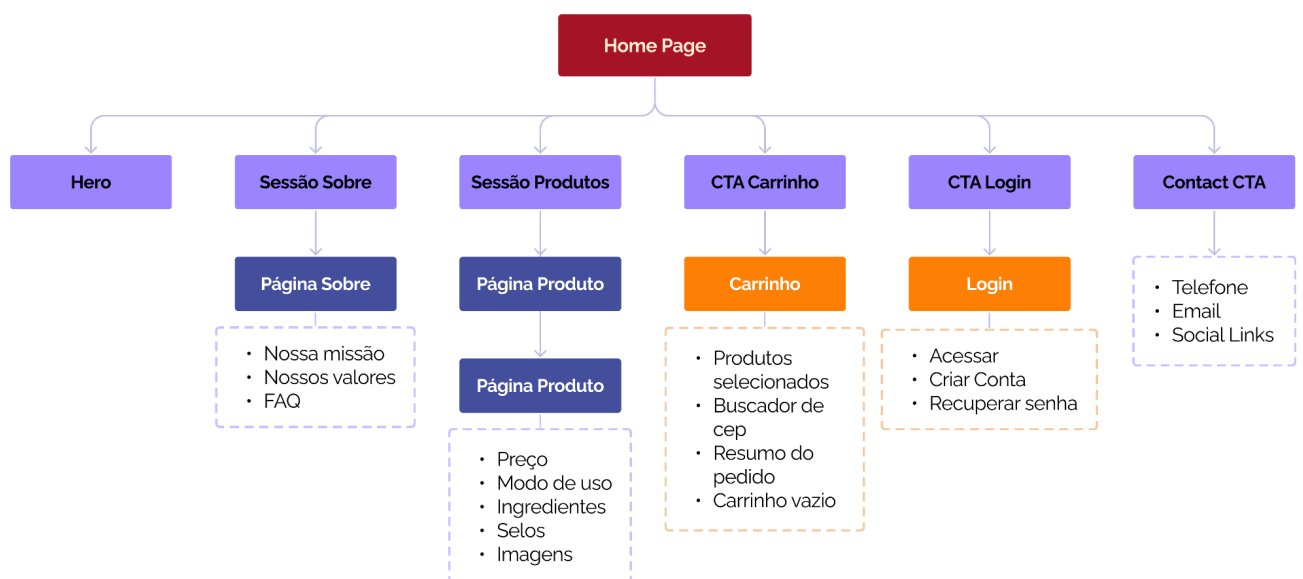 Home Page
Hero
Sessão Sobre
Sessão Produtos
CTA Carrinho
CTA Login
Contact CTA
Página Sobre
Página Produto
Carrinho
Login
• Telefone
• Email
• Social Links
• Nossa missão
• Nossos valores
• FAQ
Página Produto
• Produtos
selecionados
• Buscador de
cep
• Resumo do
pedido
• Carrinho vazio
• Acessar
• Criar Conta
• Recuperar senha
• Preço
• Modo de uso
• Ingredientes
• Selos
• Imagens